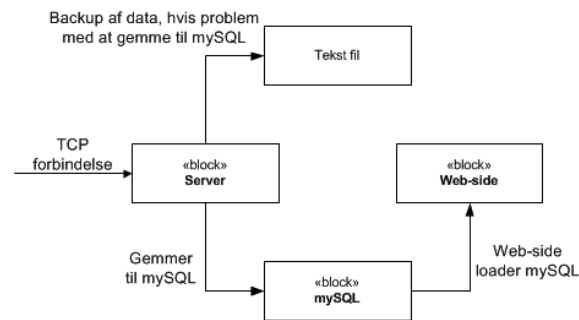 Backup af data, hvis problem
med at gemme til mySQL
Tekst fil
TCP
forbindelse
«block»
Server
«block»
Web-side
Gemmer
til mySQL
«block»
mySQL
Web-side
loader mySQL